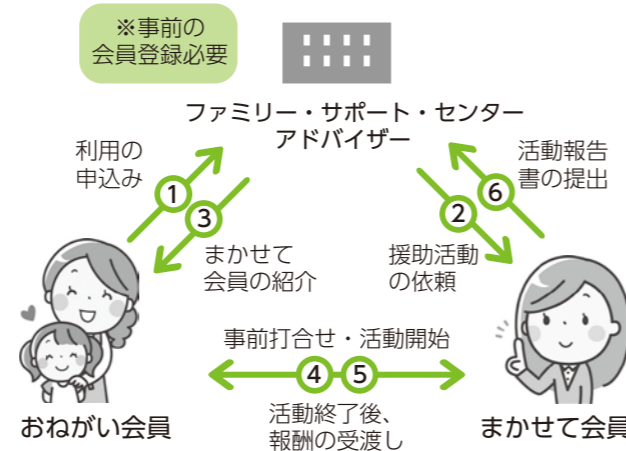 ※事前の
会員登録必要
ファミリー・サポート・センター
アドバイザー
利用の
申込み
①
③
まかせて
会員の紹介
活動報告
書の提出
⑥
②
援助活動
の依頼
事前打合せ・活動開始
④⑤
活動終了後、
報酬の受渡し
おねがい会員
まかせて会員